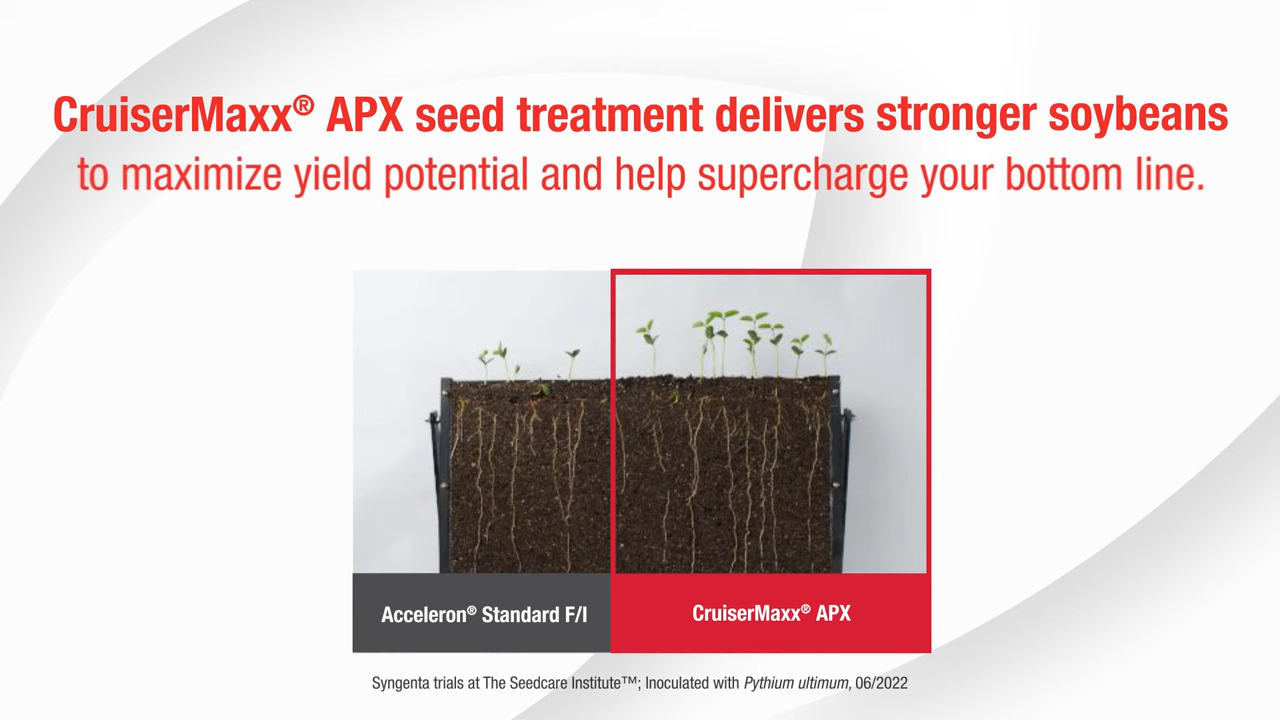 CruiserMaxx® APX seed treatment delivers stronger soybeans
to maximize yield potential and help supercharge your bottom line.
Acceleron® Standard F/I
CruiserMaxx® APX
Syngenta trials at The Seedcare Institute™; Inoculated with Pythium ultimum, 06/2022